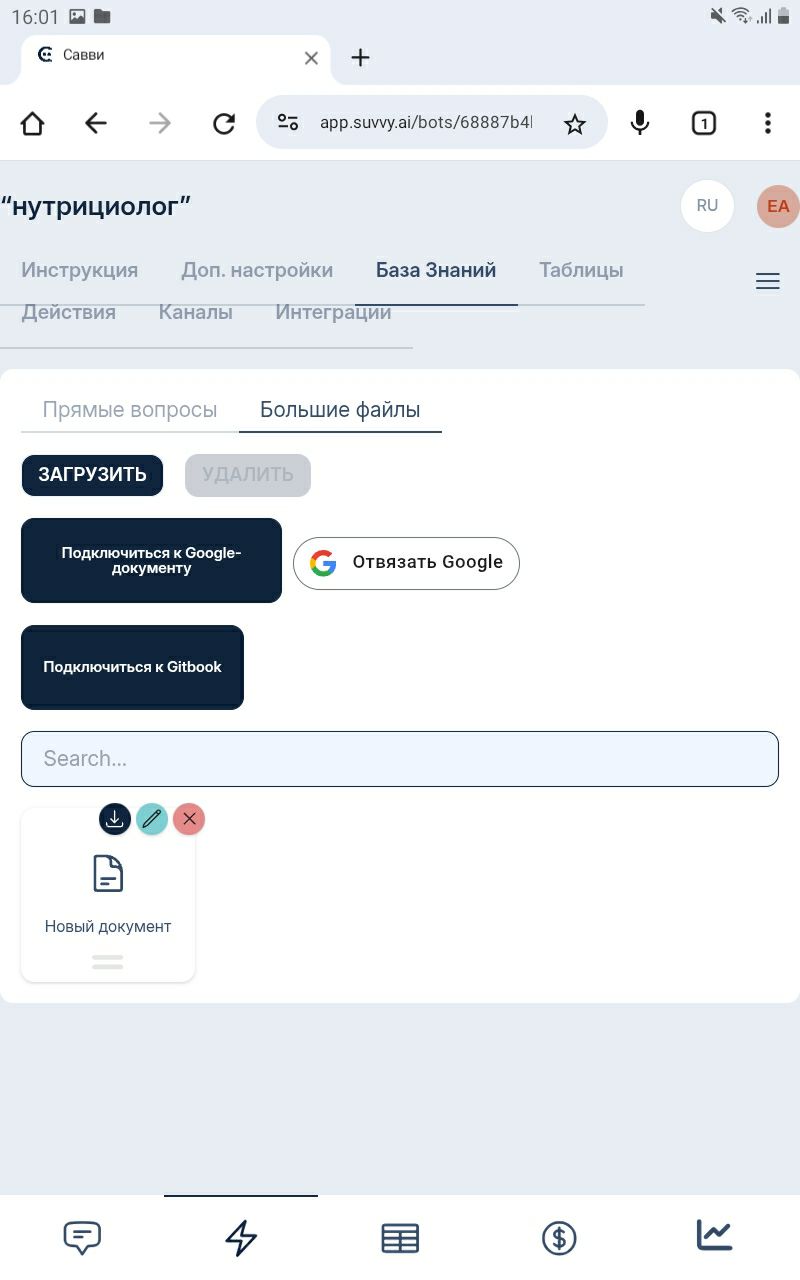 16:01
Савви
app.suvvy.ai/bots/68887b4
1
“нутрициолог”
RU
EA
Инструкция Доп. настройки База Знаний Таблицы
Действия Каналы Интеграции
Прямые вопросы Большие файлы
ЗАГРУЗИТЬ УДАЛИТЬ
Подключиться к Google-
документу
Отвязать Google
Подключиться к Gitbook
Search...
Новый документ